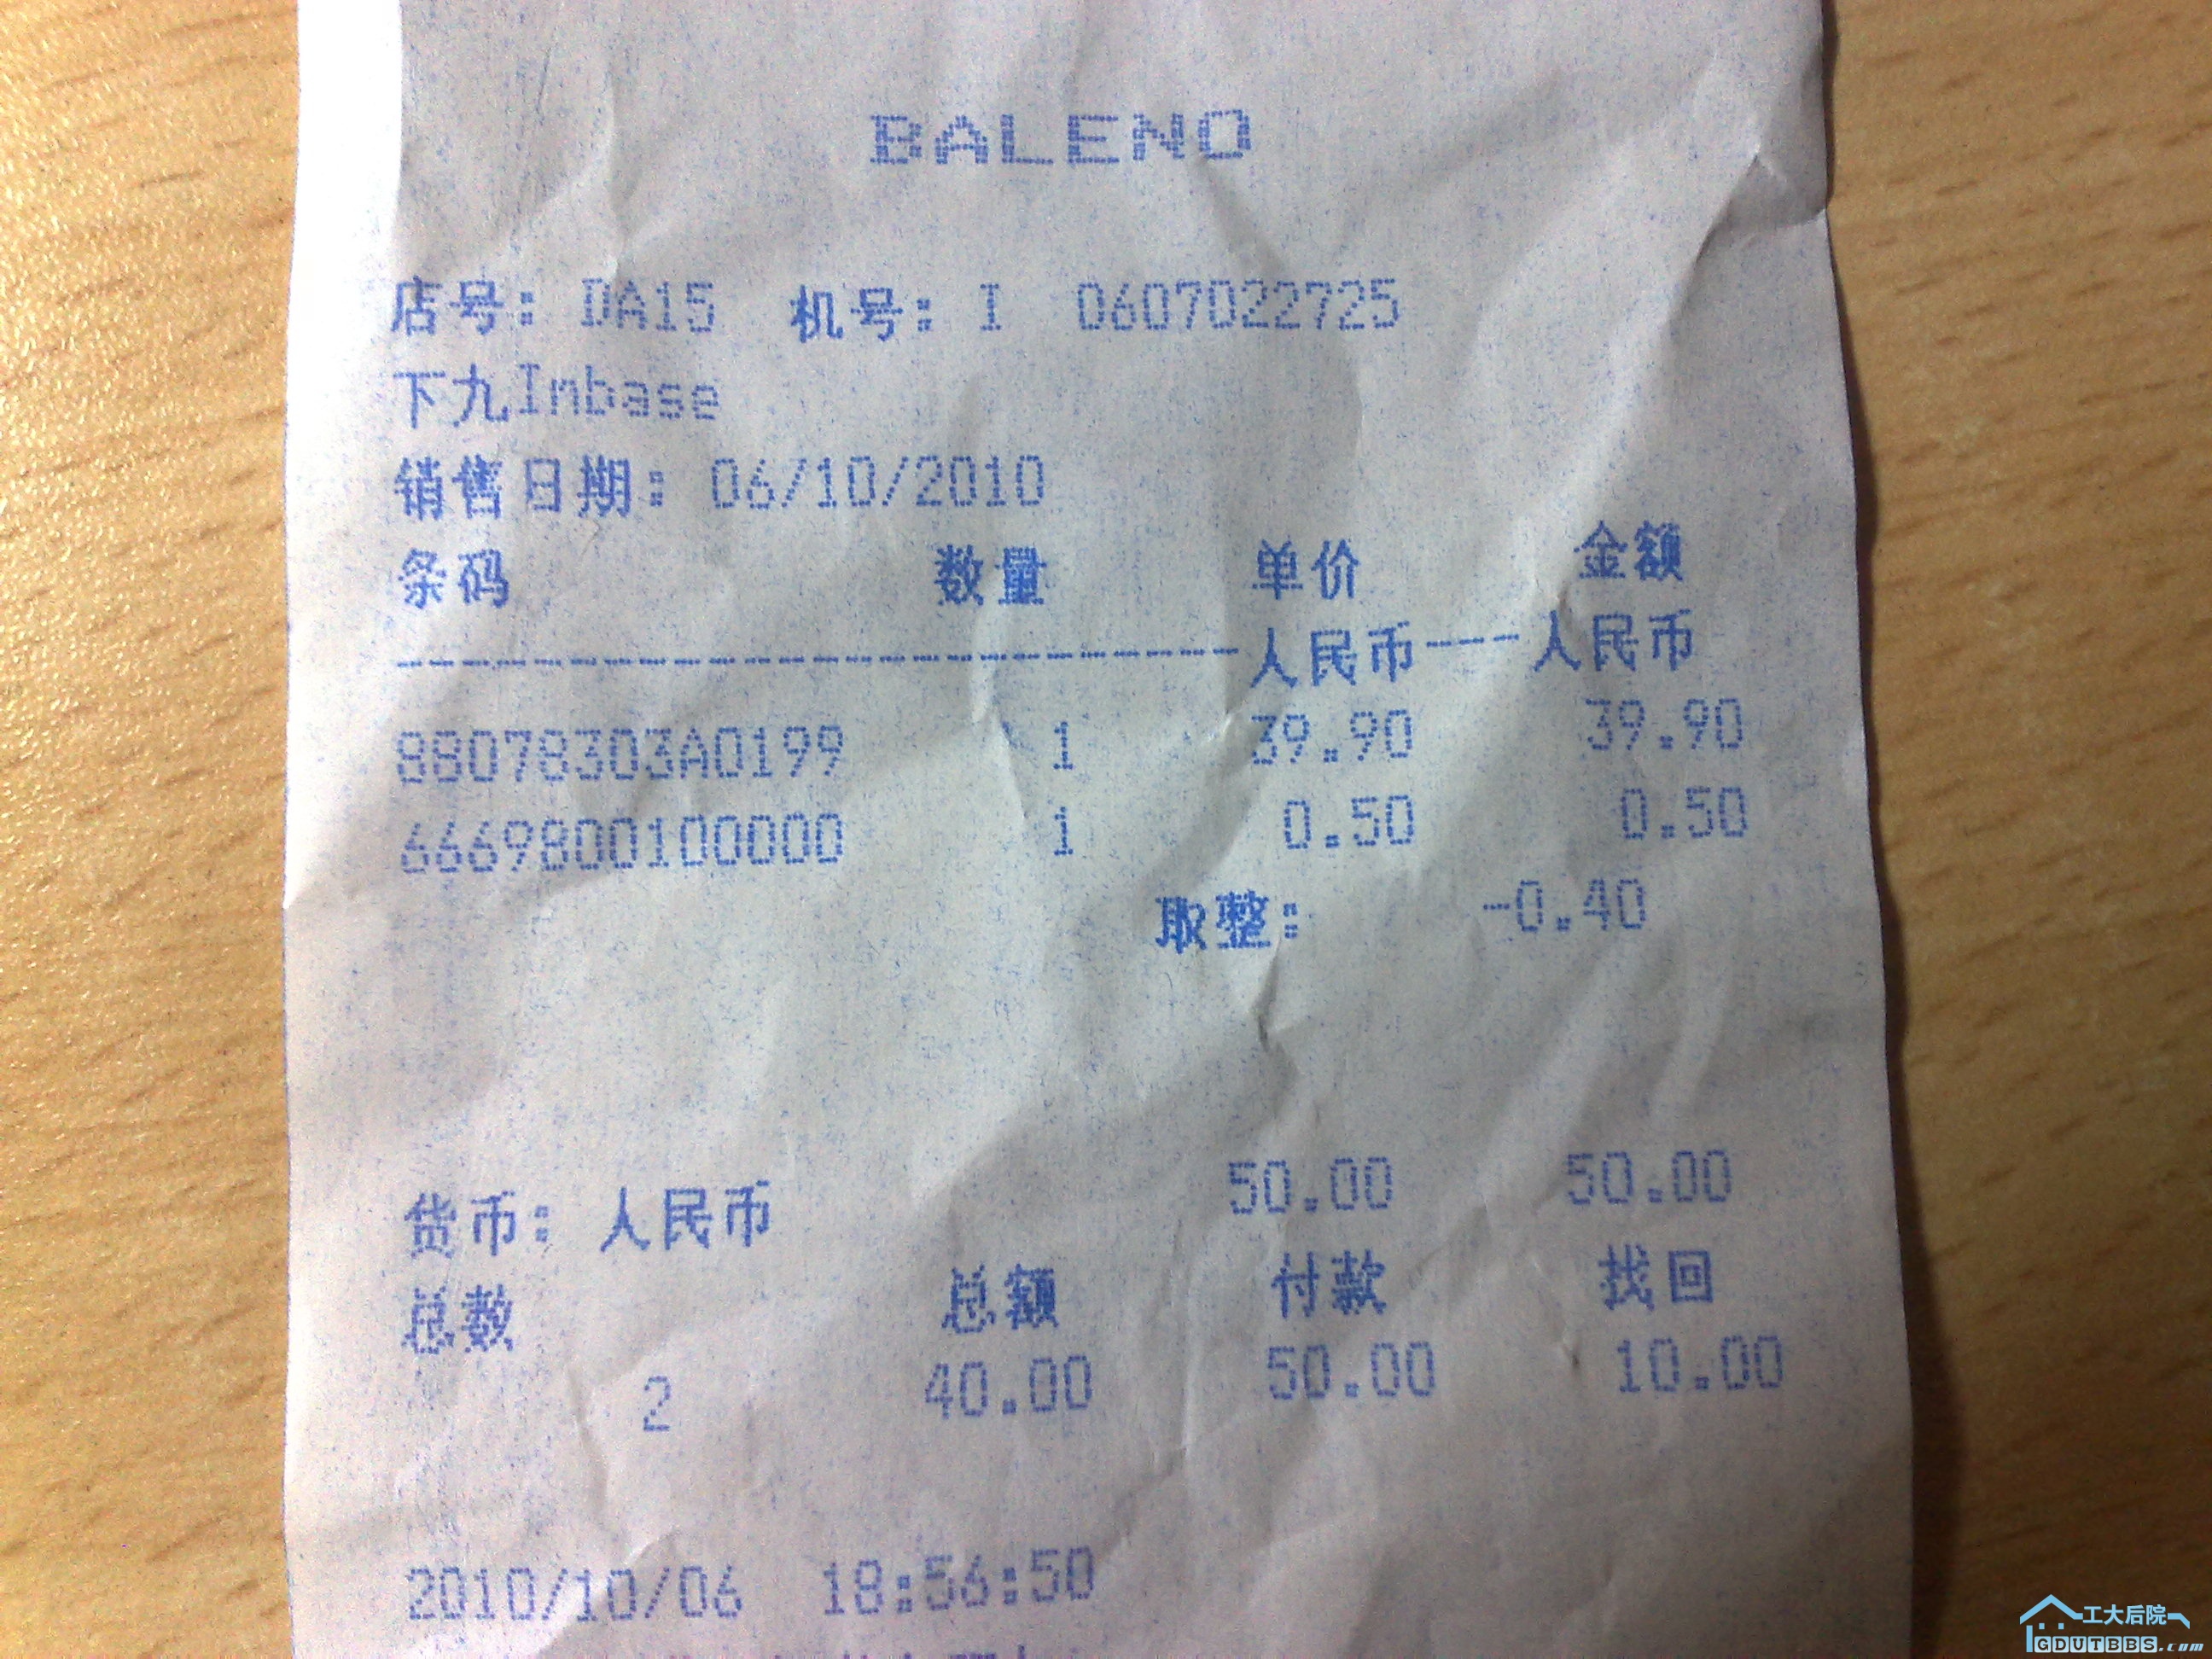 BALENO
店号: DA15 机号: I 0607022725
下九Inbase
销售日期: 06/10/2010
条码 数量 单价 金额
------------------------人民币---人民币
88078303A0199 1 39.90 39.90
6669800100000 1 0.50 0.50
取整: -0.40
货币: 人民币 50.00 50.00
总数 总额 付款 找回
2 40.00 50.00 10.00
2010/10/06 18:56:50
工大后院
GDUTBBS.com